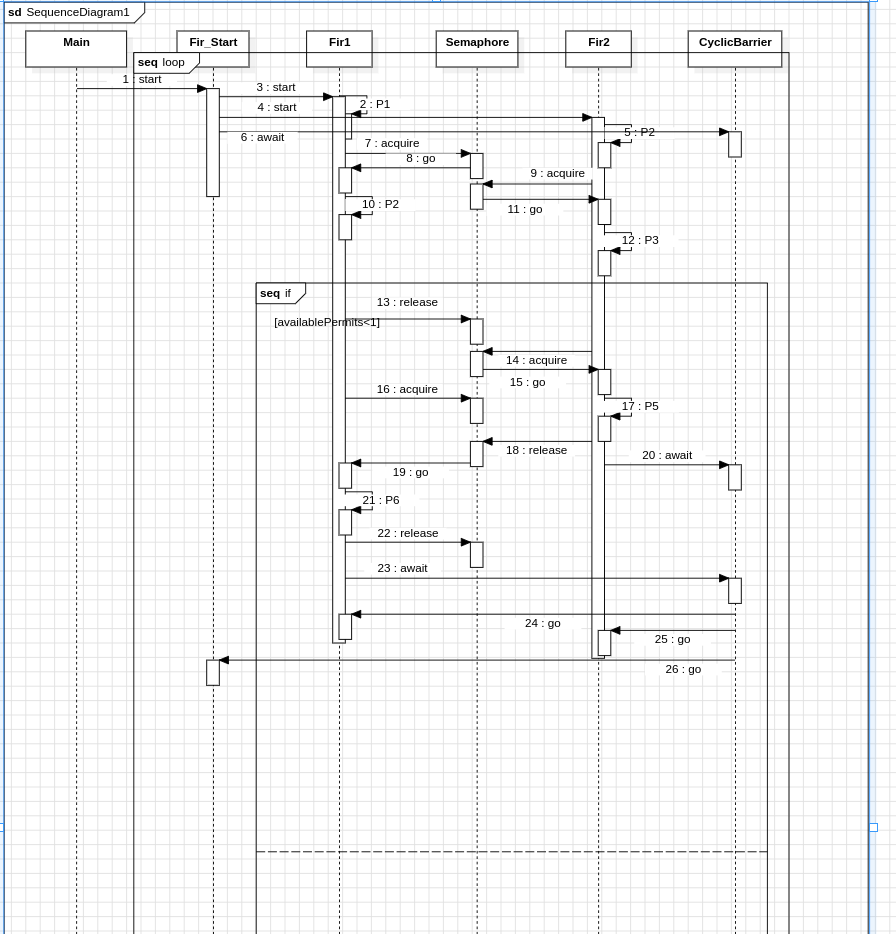 sd SequenceDiagram1
Main
Fir_Start
Fir1
Semaphore
Fir2
CyclicBarrier
seq loop
1 : start
3 : start
2 : P1
4 : start
5 : P2
6 : await
7 : acquire
8 : go
9 : acquire
10 : P2
11 : go
12 : P3
seq if
13 : release
[availablePermits<1]
14 : acquire
15 : go
16 : acquire
17 : P5
18 : release
20 : await
19 : go
21 : P6
22 : release
23 : await
24 : go
25 : go
26 : go